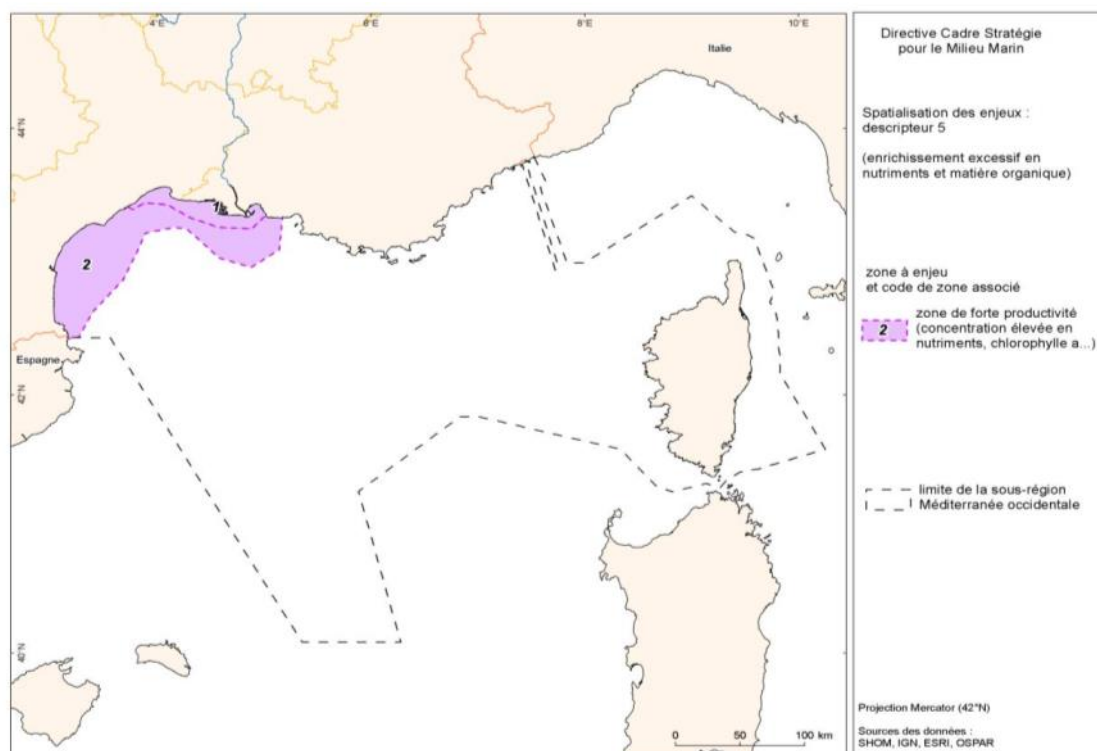 4°E
6°E
8°E
10°E
Italie
44°N
1
2
Espagne
42°N
40°N
0 50 100 km
Directive Cadre Stratégie
pour le Milieu Marin
Spatialisation des enjeux :
descripteur 5
(enrichissement excessif en
nutriments et matière organique)
zone à enjeu
et code de zone associé
2
zone de forte productivité
(concentration élevée en
nutriments, chlorophylle a...)
limite de la sous-région
Méditerranée occidentale
Projection Mercator (42°N)
Sources des données :
SHOM, IGN, ESRI, OSPAR